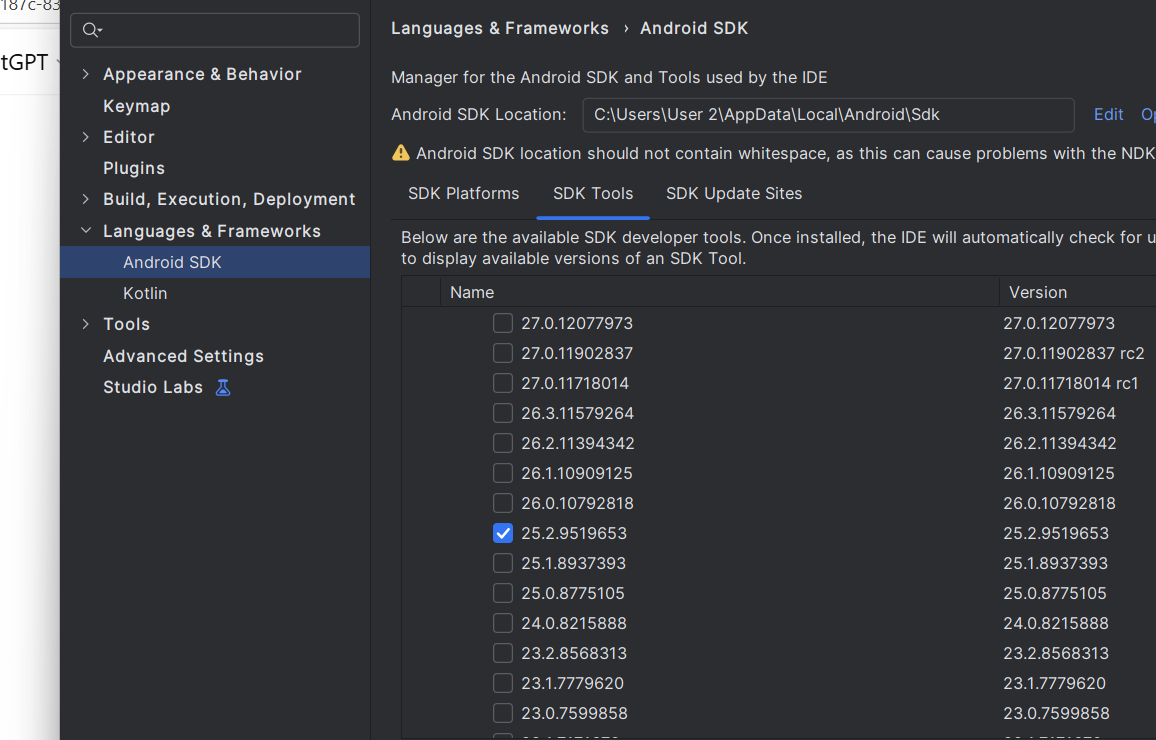 187c-83
tGPT
Appearance & Behavior
Keymap
Editor
Plugins
Build, Execution, Deployment
Languages & Frameworks
Android SDK
Kotlin
Tools
Advanced Settings
Studio Labs
Languages & Frameworks › Android SDK
Manager for the Android SDK and Tools used by the IDE
Android SDK Location: C:\Users\User 2\AppData\Local\Android\Sdk Edit Op
Android SDK location should not contain whitespace, as this can cause problems with the NDK
SDK Platforms SDK Tools SDK Update Sites
Below are the available SDK developer tools. Once installed, the IDE will automatically check for u
to display available versions of an SDK Tool.
Name Version
27.0.12077973 27.0.12077973
27.0.11902837 27.0.11902837 rc2
27.0.11718014 27.0.11718014 rc1
26.3.11579264 26.3.11579264
26.2.11394342 26.2.11394342
26.1.10909125 26.1.10909125
26.0.10792818 26.0.10792818
25.2.9519653 25.2.9519653
25.1.8937393 25.1.8937393
25.0.8775105 25.0.8775105
24.0.8215888 24.0.8215888
23.2.8568313 23.2.8568313
23.1.7779620 23.1.7779620
23.0.7599858 23.0.7599858